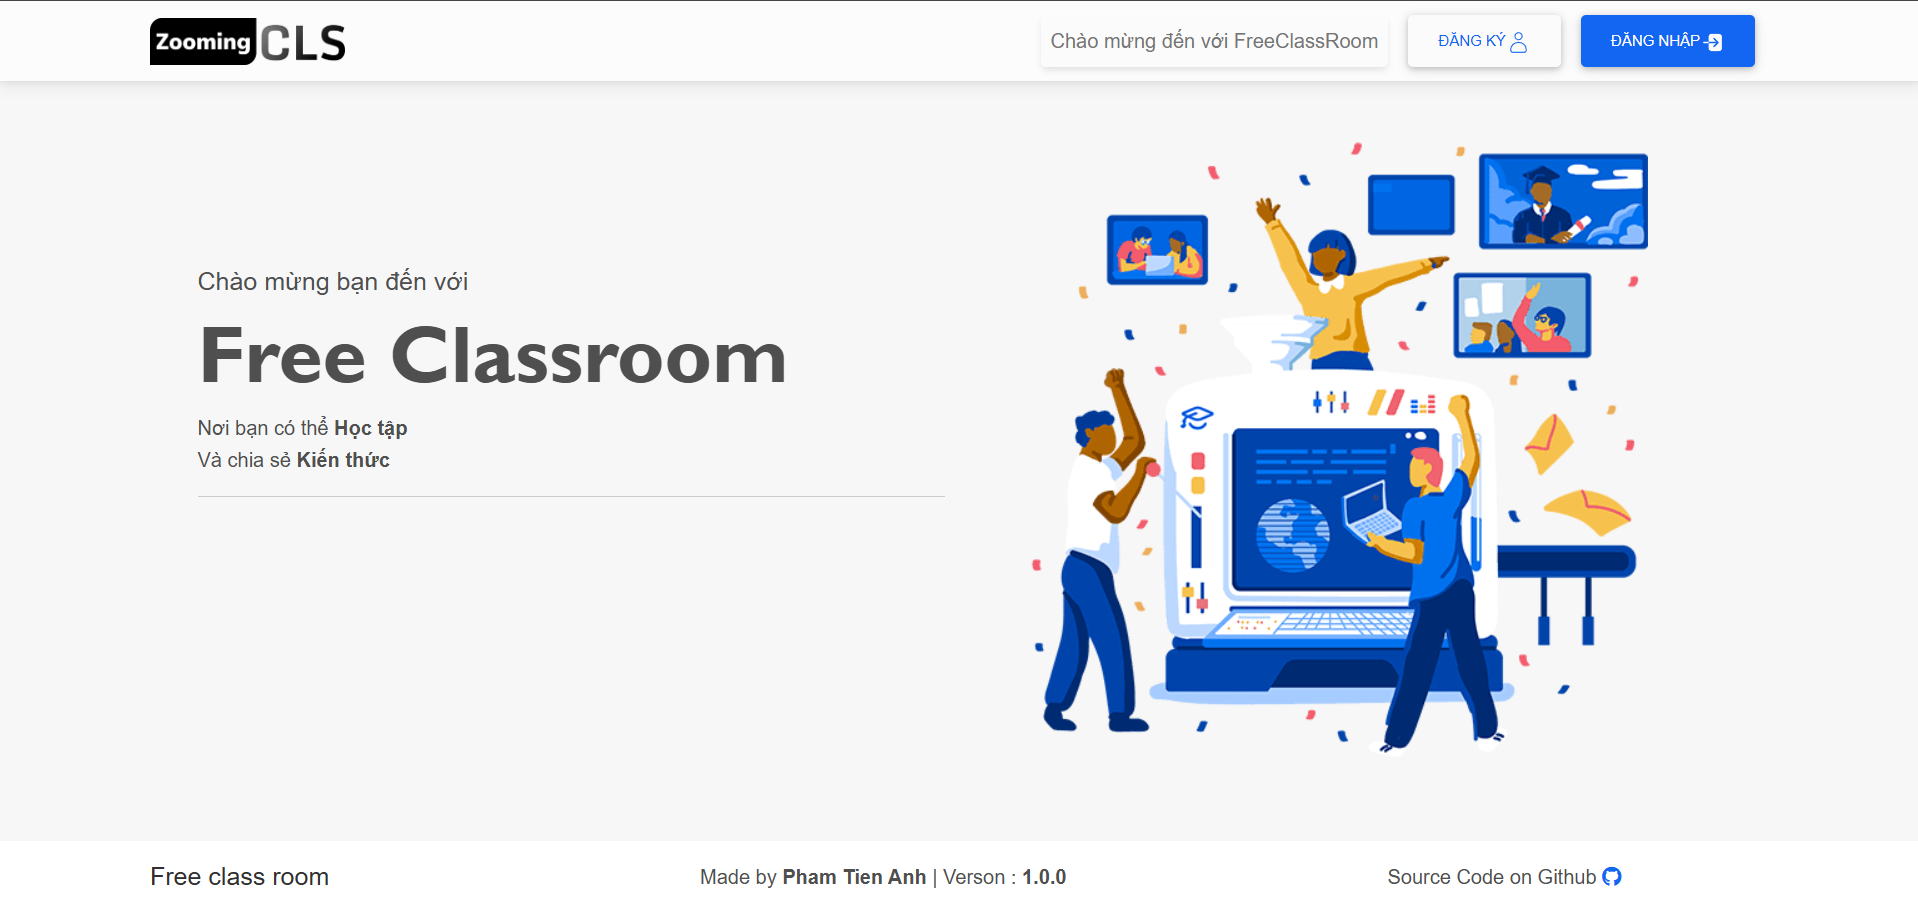 Zooming CLS
Chào mừng đến với FreeClassRoom
ĐĂNG KÝ
ĐĂNG NHẬP
Chào mừng bạn đến với
Free Classroom
Nơi bạn có thể Học tập
Và chia sẻ Kiến thức
Free class room
Made by Pham Tien Anh | Verson : 1.0.0
Source Code on Github